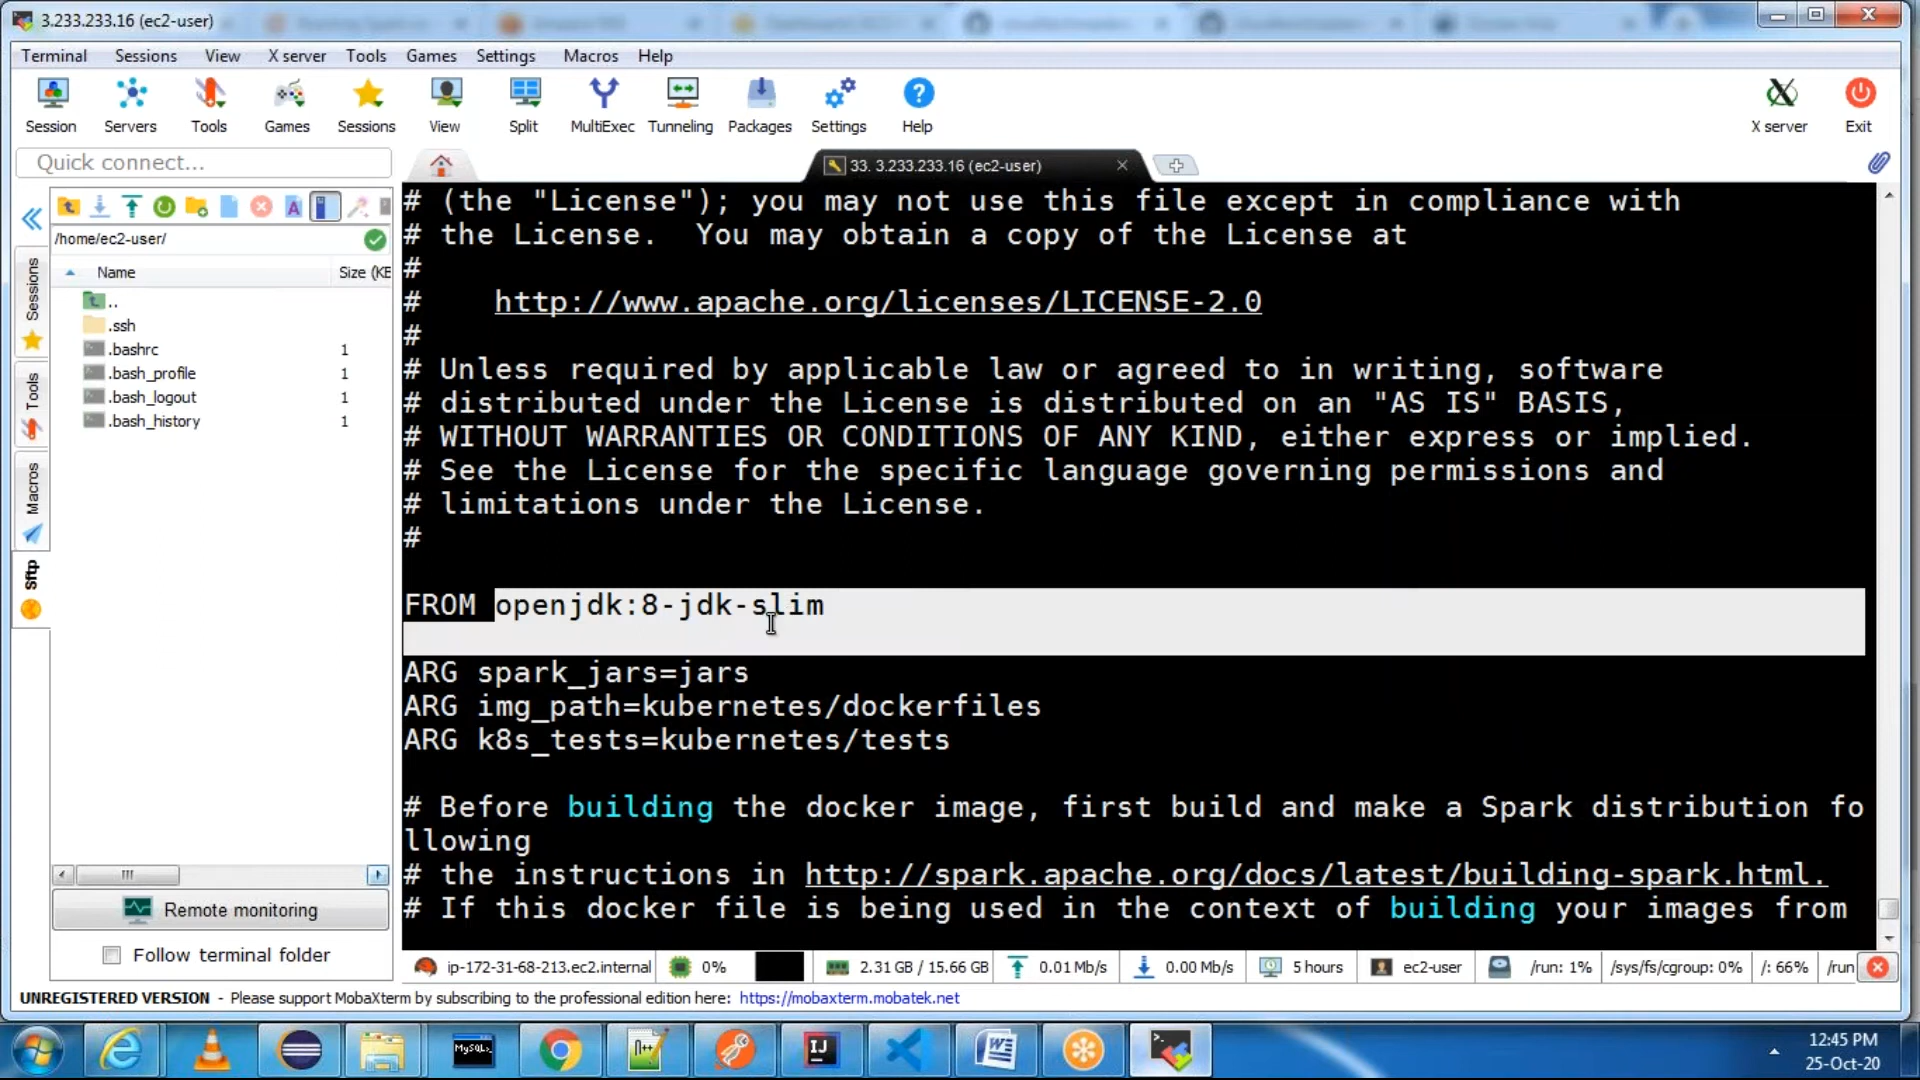 3.233.233.16 (ec2-user)
Terminal Sessions View X server Tools Games Settings Macros Help
Session Servers Tools Games Sessions View Split MultiExec Tunneling Packages Settings Help X server Exit
Quick connect...
33. 3.233.233.16 (ec2-user)
/home/ec2-user/
Name Size (KB
..
.ssh
.bashrc 1
.bash_profile 1
.bash_logout 1
.bash_history 1
Sessions
Tools
Macros
Sftp
Remote monitoring
Follow terminal folder
# (the "License"); you may not use this file except in compliance with
# the License.  You may obtain a copy of the License at
#
#    http://www.apache.org/licenses/LICENSE-2.0
#
# Unless required by applicable law or agreed to in writing, software
# distributed under the License is distributed on an "AS IS" BASIS,
# WITHOUT WARRANTIES OR CONDITIONS OF ANY KIND, either express or implied.
# See the License for the specific language governing permissions and
# limitations under the License.
#
FROM openjdk:8-jdk-slim
ARG spark_jars=jars
ARG img_path=kubernetes/dockerfiles
ARG k8s_tests=kubernetes/tests
# Before building the docker image, first build and make a Spark distribution fo
llowing
# the instructions in http://spark.apache.org/docs/latest/building-spark.html.
# If this docker file is being used in the context of building your images from
ip-172-31-68-213.ec2.internal 0% 2.31 GB / 15.66 GB 0.01 Mb/s 0.00 Mb/s 5 hours ec2-user /run: 1% /sys/fs/cgroup: 0% /: 66% /run
UNREGISTERED VERSION - Please support MobaXterm by subscribing to the professional edition here: https://mobaxterm.mobatek.net
MySQL
N++
IJ
12:45 PM
25-Oct-20